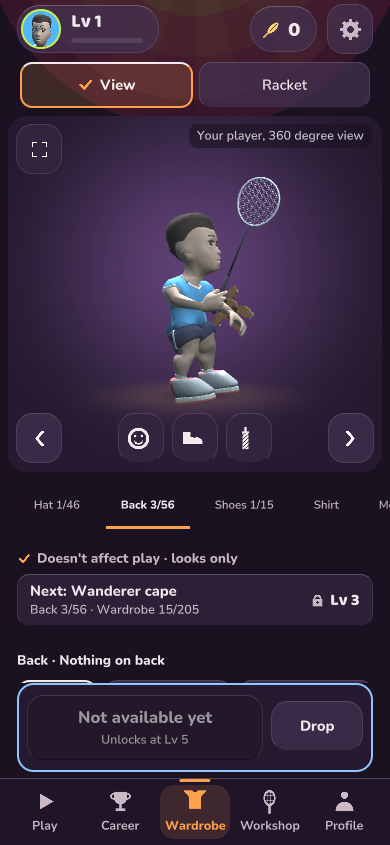 Lv 1
0
View
Racket
Your player, 360 degree view
Hat 1/46
Back 3/56
Shoes 1/15
Shirt
Doesn't affect play · looks only
Next: Wanderer cape
Back 3/56 · Wardrobe 15/205
Lv 3
Back · Nothing on back
Not available yet
Unlocks at Lv 5
Drop
Play
Career
Wardrobe
Workshop
Profile